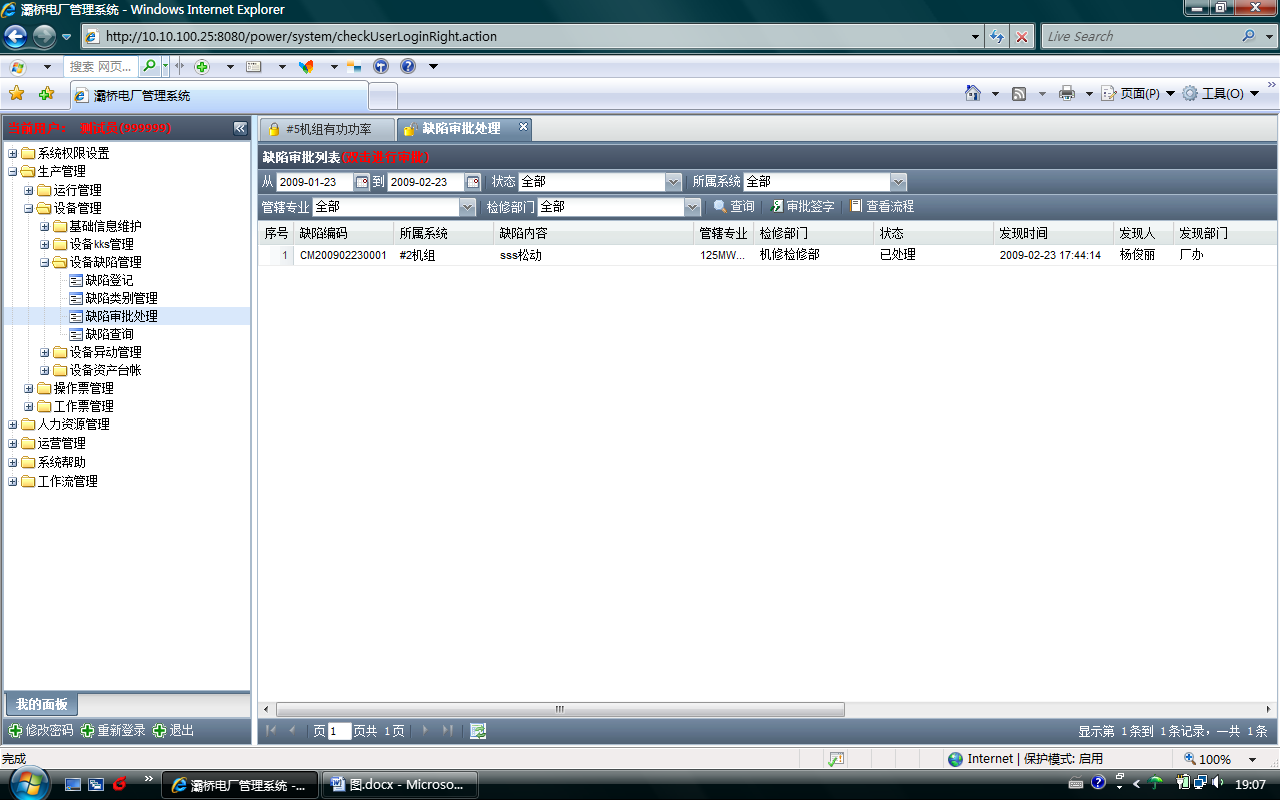 灞桥电厂管理系统 - Windows Internet Explorer
http://10.10.100.25:8080/power/system/checkUserLoginRight.action
Live Search
搜索 网页...
灞桥电厂管理系统
页面(P)
工具(O)
当前用户： 测试员(999999)
#5机组有功功率
缺陷审批处理
系统权限设置
生产管理
运行管理
设备管理
基础信息维护
设备kks管理
设备缺陷管理
缺陷登记
缺陷类别管理
缺陷审批处理
缺陷查询
设备异动管理
设备资产台帐
操作票管理
工作票管理
人力资源管理
运营管理
系统帮助
工作流管理
我的面板
修改密码 重新登录 退出
缺陷审批列表(双击进行审批)
从 2009-01-23 到 2009-02-23 状态 全部 所属系统 全部
管辖专业 全部 检修部门 全部 查询 审批签字 查看流程
序号 缺陷编码 所属系统 缺陷内容 管辖专业 检修部门 状态 发现时间 发现人 发现部门
1 CM200902230001 #2机组 sss松动 125MW... 机修检修部 已处理 2009-02-23 17:44:14 杨俊丽 厂办
页 1 页共 1 页
显示第 1 条到 1 条记录，一共 1 条
完成
Internet | 保护模式: 启用
100%
灞桥电厂管理系统 -...
图.docx - Microso...
19:07